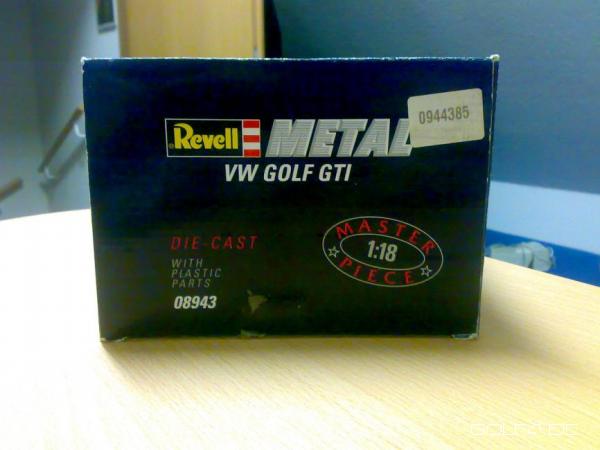 Revell METAL
0944385
VW GOLF GTI
MASTER
1:18
PIECE
DIE-CAST
WITH
PLASTIC
PARTS
08943